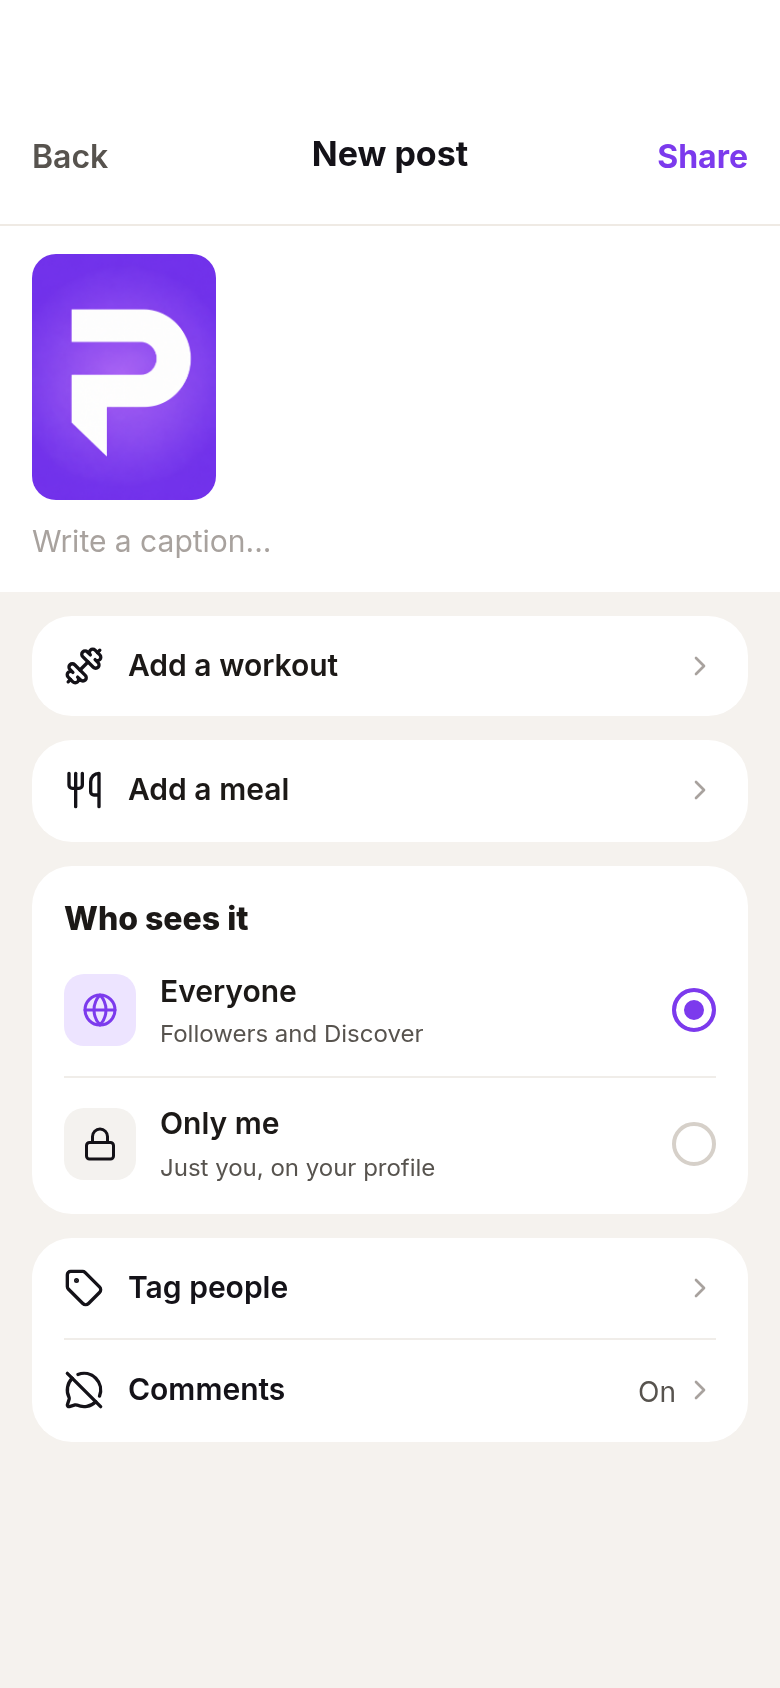 Back
New post
Share
P
Write a caption...
Add a workout
Add a meal
Who sees it
Everyone
Followers and Discover
Only me
Just you, on your profile
Tag people
Comments
On